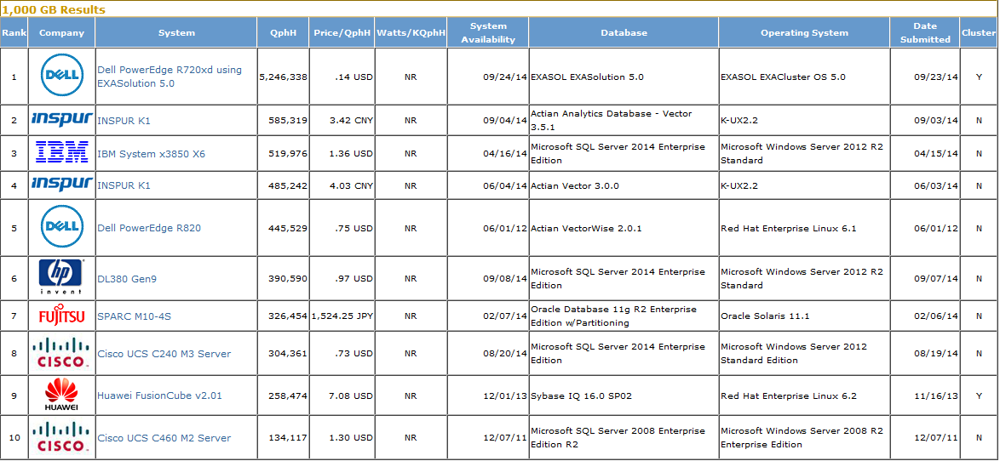 1,000 GB Results
Rank Company System QphH Price/QphH Watts/KQphH System Availability Database Operating System Date Submitted Cluster
1 DELL Dell PowerEdge R720xd using EXASolution 5.0 5,246,338 .14 USD NR 09/24/14 EXASOL EXASolution 5.0 EXASOL EXACluster OS 5.0 09/23/14 Y
2 inspur INSPUR K1 585,319 3.42 CNY NR 09/04/14 Actian Analytics Database - Vector 3.5.1 K-UX2.2 09/03/14 N
3 IBM IBM System x3850 X6 519,976 1.36 USD NR 04/16/14 Microsoft SQL Server 2014 Enterprise Edition Microsoft Windows Server 2012 R2 Standard 04/15/14 N
4 inspur INSPUR K1 485,242 4.03 CNY NR 06/04/14 Actian Vector 3.0.0 K-UX2.2 06/03/14 N
5 DELL Dell PowerEdge R820 445,529 .75 USD NR 06/01/12 Actian VectorWise 2.0.1 Red Hat Enterprise Linux 6.1 06/01/12 N
6 hp invent DL380 Gen9 390,590 .97 USD NR 09/08/14 Microsoft SQL Server 2014 Enterprise Edition Microsoft Windows Server 2012 R2 Standard 09/07/14 N
7 FUJITSU SPARC M10-4S 326,454 1,524.25 JPY NR 02/07/14 Oracle Database 11g R2 Enterprise Edition w/Partitioning Oracle Solaris 11.1 02/06/14 N
8 CISCO. Cisco UCS C240 M3 Server 304,361 .73 USD NR 08/20/14 Microsoft SQL Server 2014 Enterprise Edition Microsoft Windows Server 2012 Standard Edition 08/19/14 N
9 HUAWEI Huawei FusionCube v2.01 258,474 7.08 USD NR 12/01/13 Sybase IQ 16.0 SP02 Red Hat Enterprise Linux 6.2 11/16/13 Y
10 CISCO. Cisco UCS C460 M2 Server 134,117 1.30 USD NR 12/07/11 Microsoft SQL Server 2008 Enterprise Edition R2 Microsoft Windows Server 2008 R2 Enterprise Edition 12/07/11 N